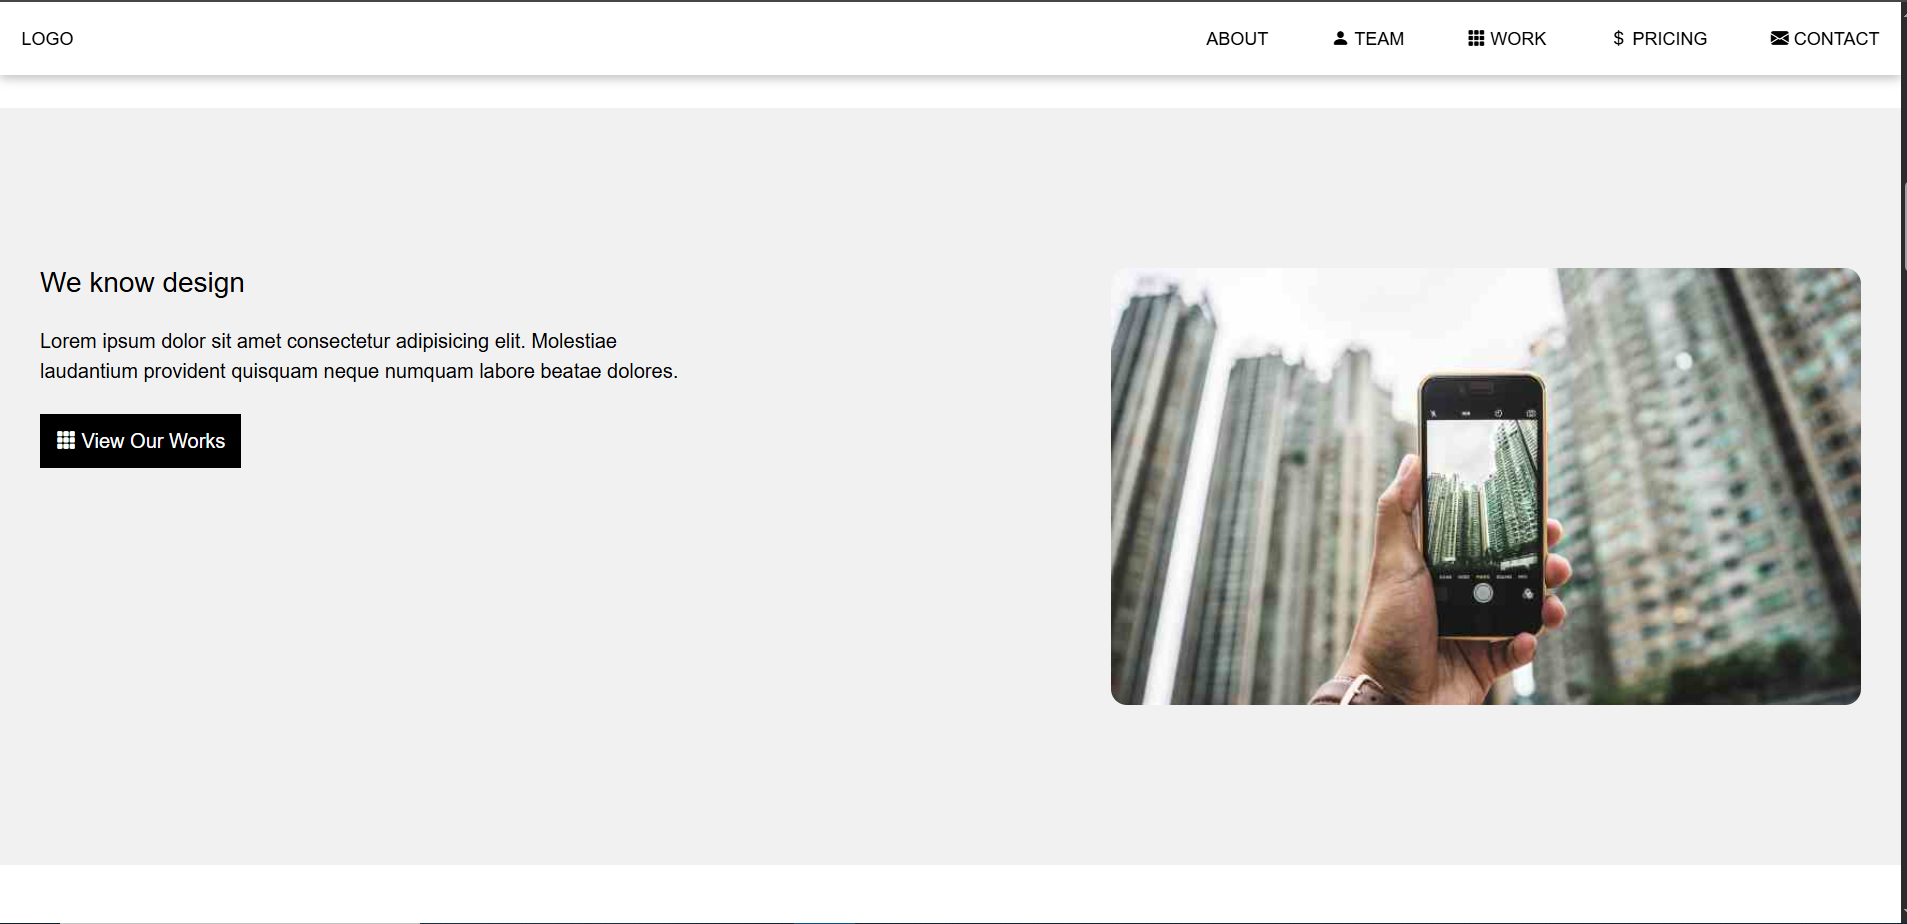 LOGO
ABOUT
TEAM
WORK
$ PRICING
CONTACT
We know design
Lorem ipsum dolor sit amet consectetur adipisicing elit. Molestiae
laudantium provident quisquam neque numquam labore beatae dolores.
View Our Works